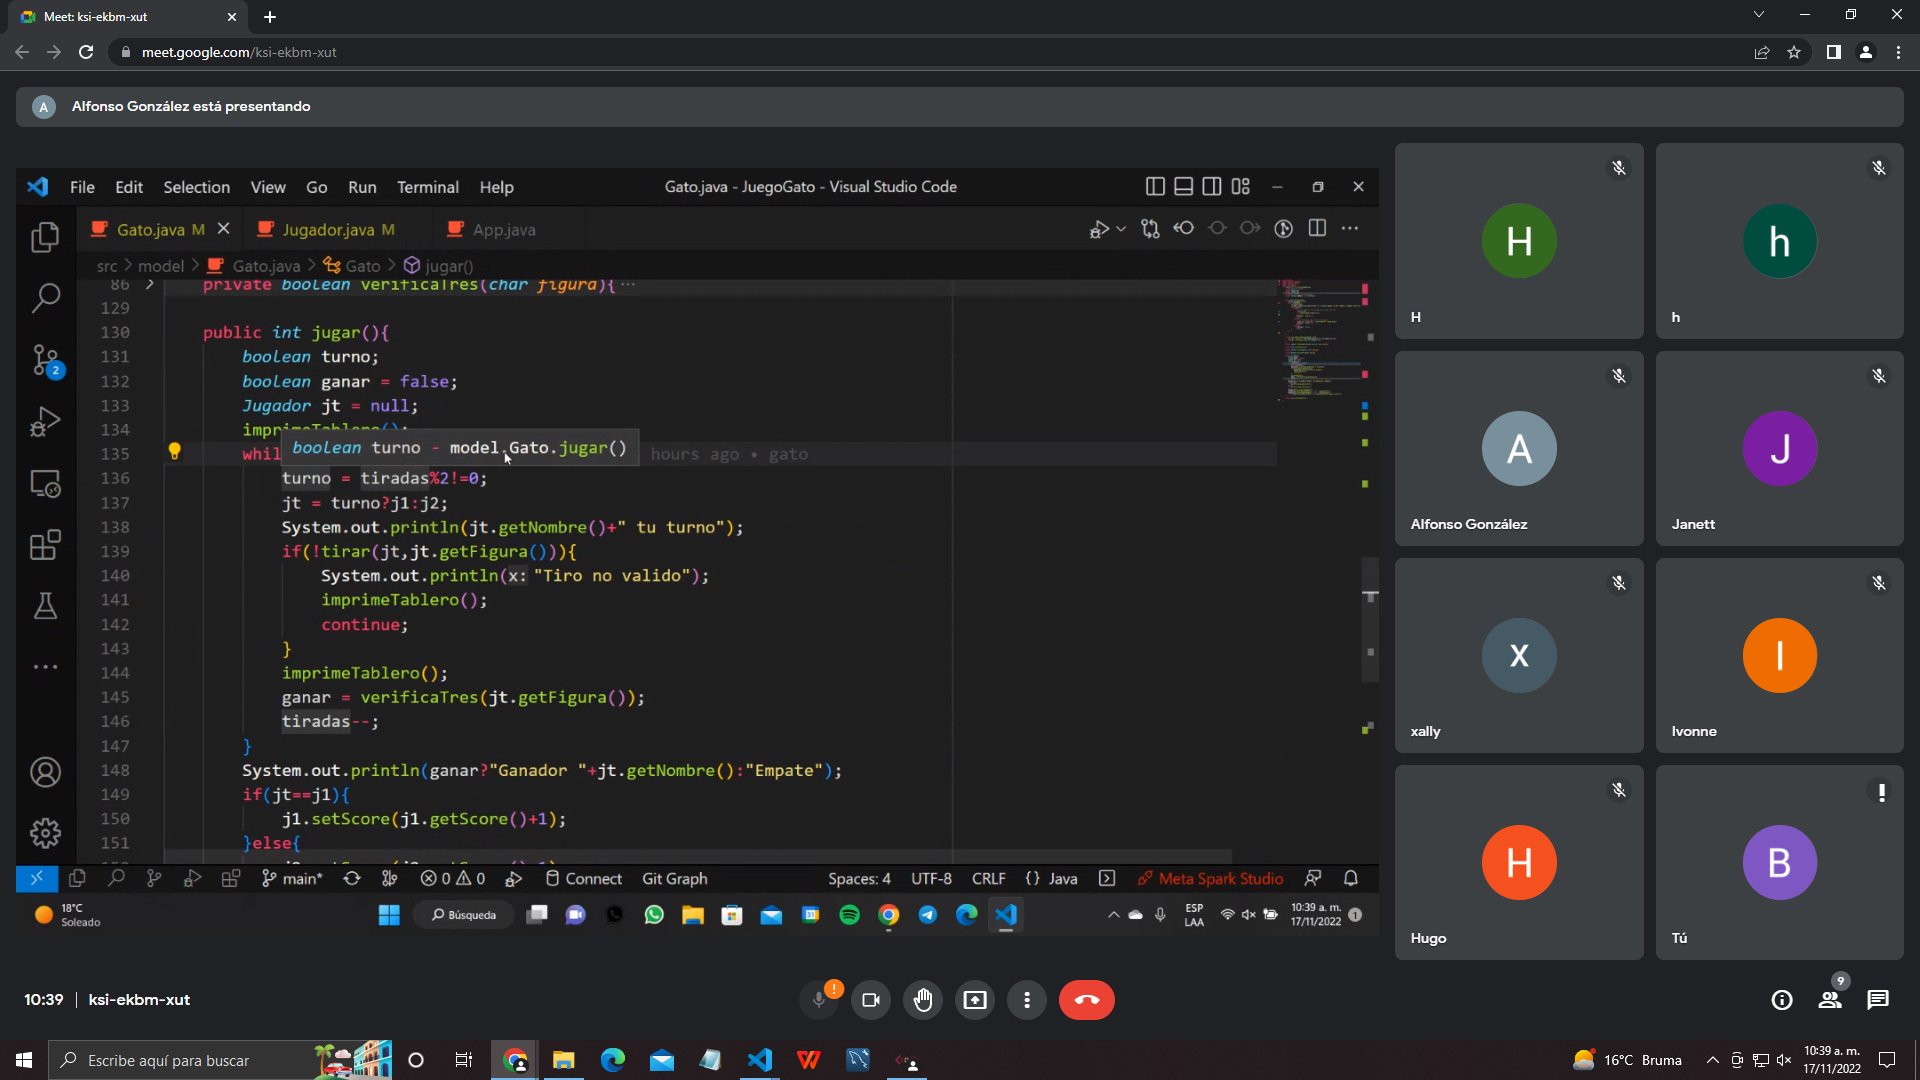 Meet: ksi-ekbm-xut
meet.google.com/ksi-ekbm-xut
A Alfonso González está presentando
File Edit Selection View Go Run Terminal Help
Gato.java - JuegoGato - Visual Studio Code
Gato.java M
Jugador.java M
App.java
src > model > Gato.java > Gato > jugar()
86 private boolean verificaTres(char figura){ ...
129
130 public int jugar(){
131 boolean turno;
132 boolean ganar = false;
133 Jugador jt = null;
134 imprimeTablero();
boolean turno - model.Gato.jugar()
135 whil hours ago • gato
136 turno = tiradas%2!=0;
137 jt = turno?j1:j2;
138 System.out.println(jt.getNombre()+" tu turno");
139 if(!tirar(jt,jt.getFigura())){
140 System.out.println(x: "Tiro no valido");
141 imprimeTablero();
142 continue;
143 }
144 imprimeTablero();
145 ganar = verificaTres(jt.getFigura());
146 tiradas--;
147 }
148 System.out.println(ganar?"Ganador "+jt.getNombre():"Empate");
149 if(jt==j1){
150 j1.setScore(j1.getScore()+1);
151 }else{
2
main* 0 0 Connect Git Graph Spaces: 4 UTF-8 CRLF {} Java Meta Spark Studio
18°C
Soleado
Búsqueda
ESP
LAA
10:39 a. m.
17/11/2022
1
H
H
h
h
A
Alfonso González
J
Janett
x
xally
I
Ivonne
H
Hugo
B
Tú
10:39 | ksi-ekbm-xut
!
9
Escribe aquí para buscar
16°C Bruma
10:39 a. m.
17/11/2022